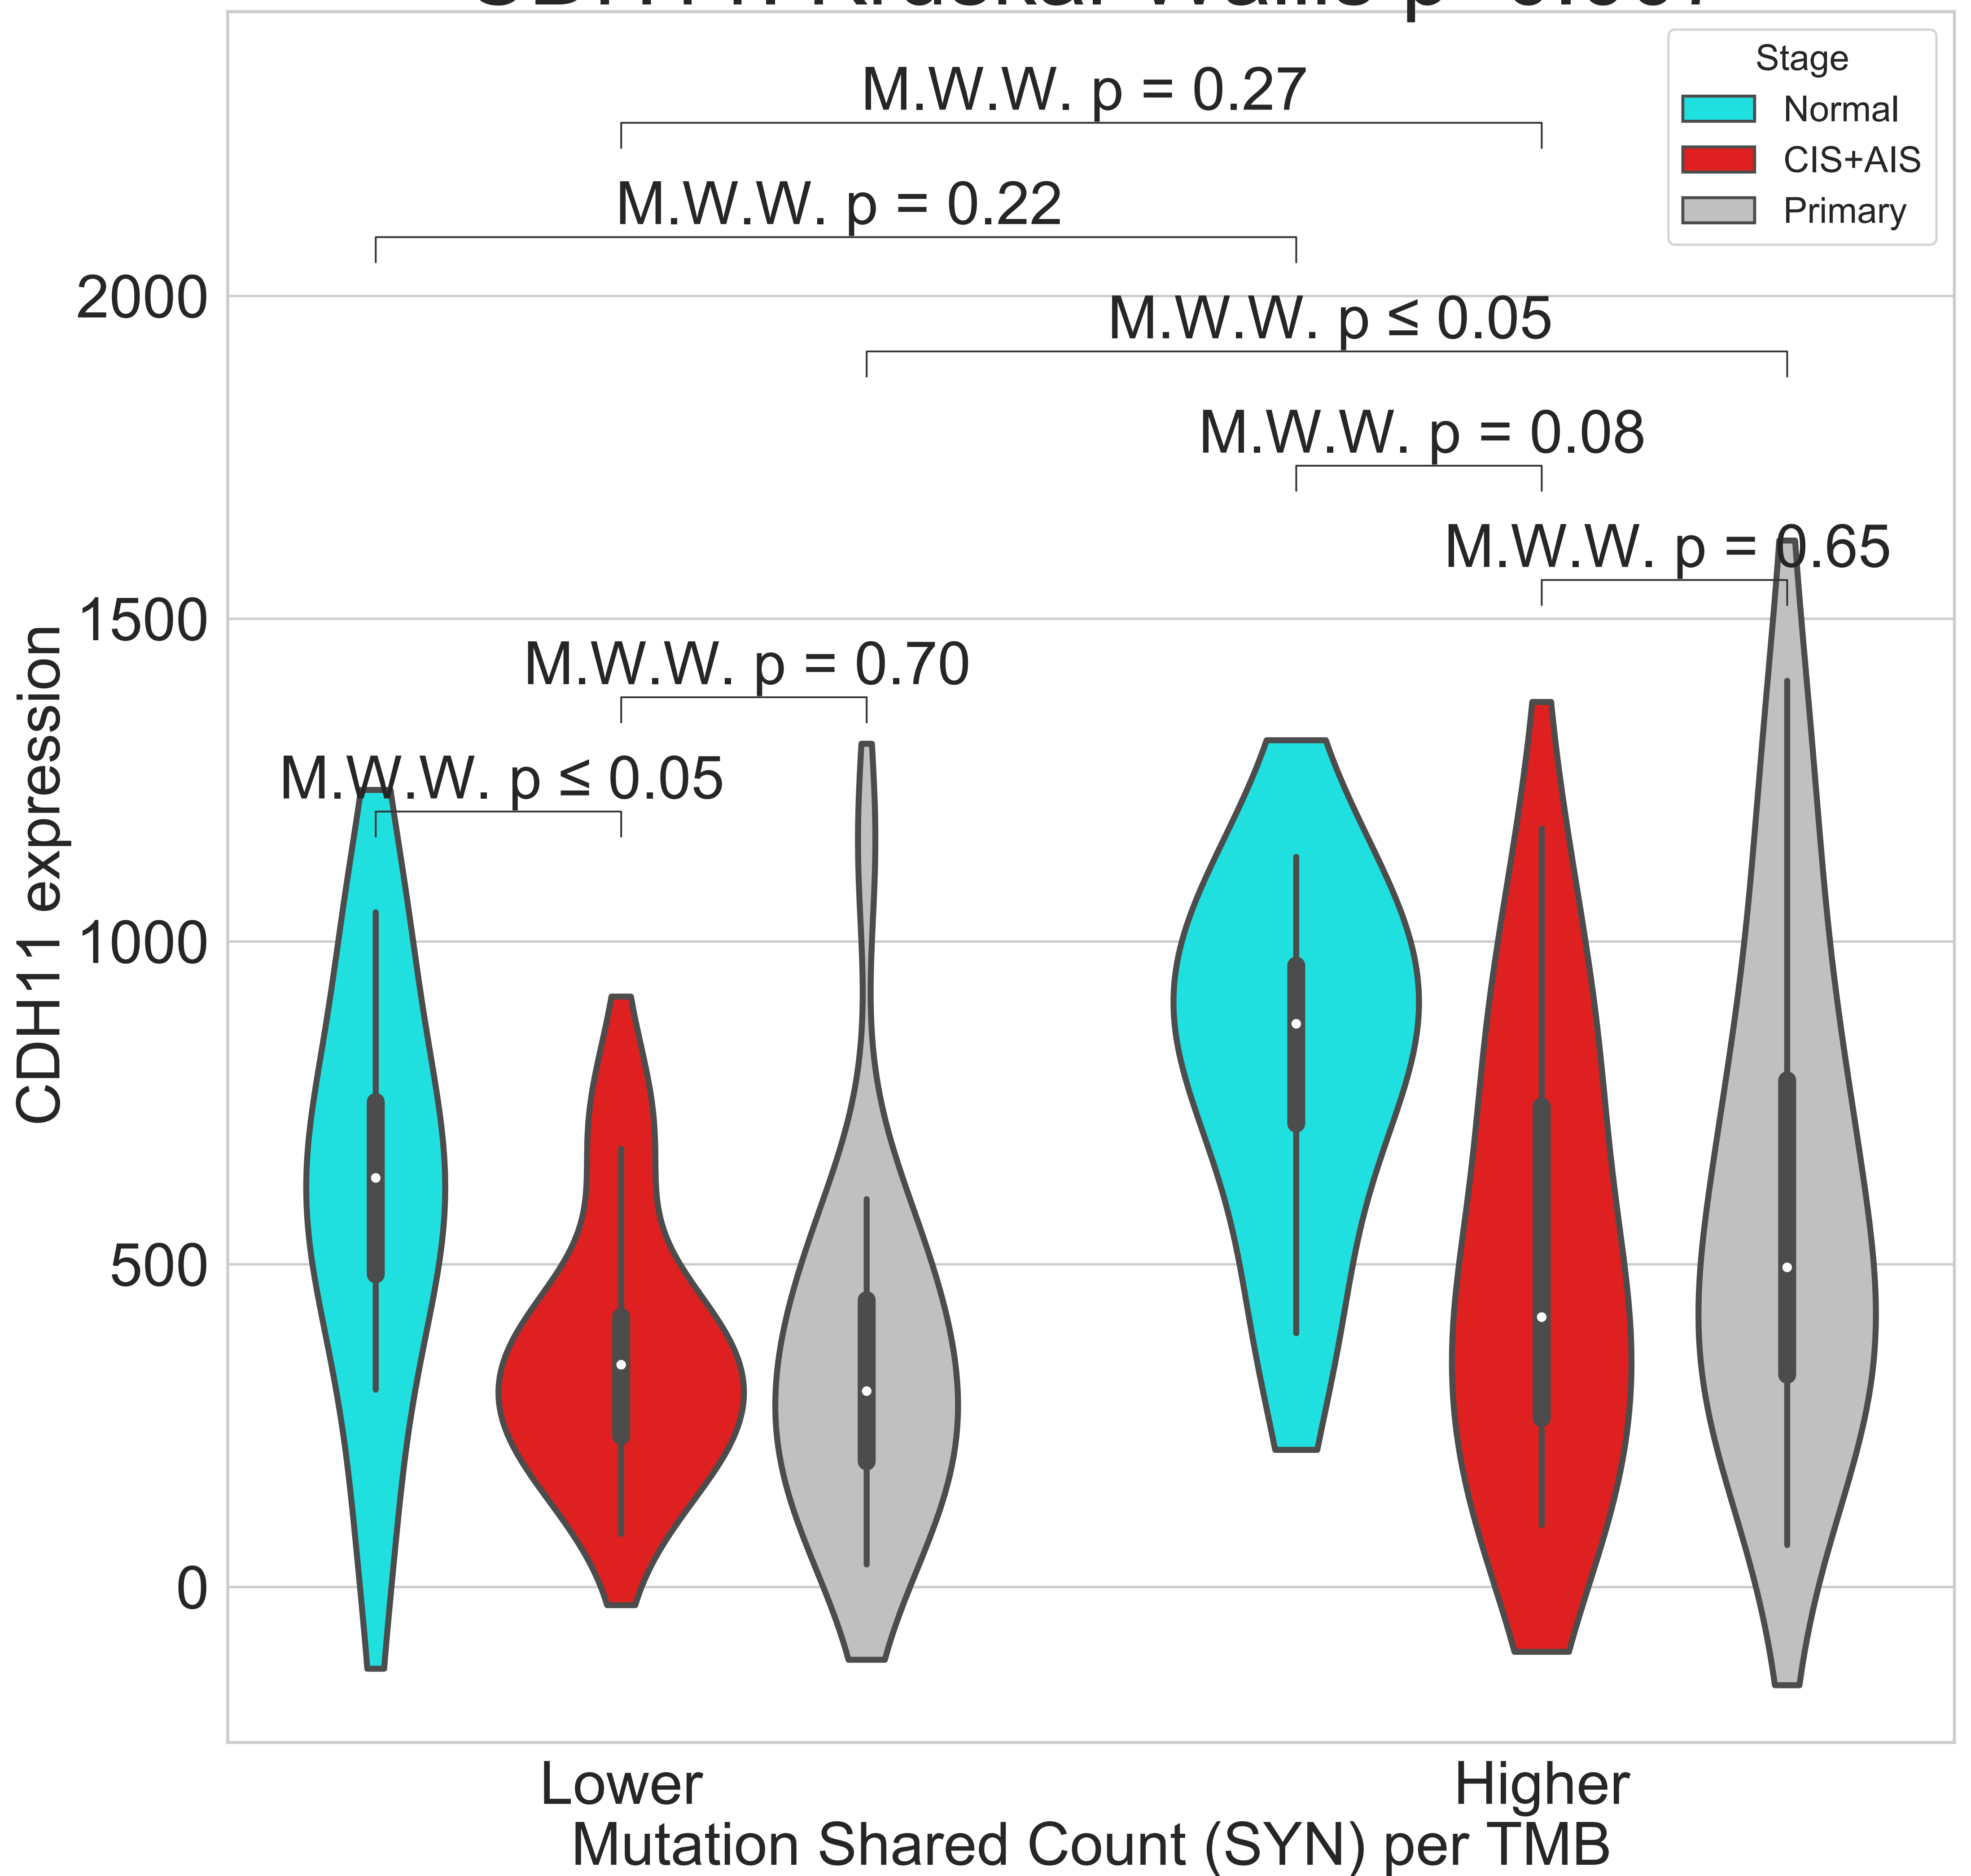 Stage
Normal
CIS+AIS
Primary
M.W.W. p = 0.27
M.W.W. p = 0.22
M.W.W. p ≤ 0.05
M.W.W. p = 0.08
M.W.W. p = 0.65
M.W.W. p = 0.70
M.W.W. p ≤ 0.05
CDH11 expression
2000
1500
1000
500
0
Lower
Higher
Mutation Shared Count (SYN) per TMB